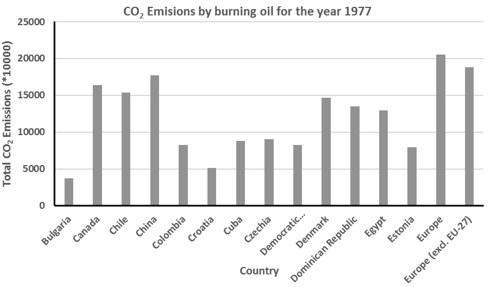 CO₂ Emisions by burning oil for the year 1977
Total CO₂ Emissions (*10000)
25000
20000
15000
10000
5000
0
Bulgaria
Canada
Chile
China
Colombia
Croatia
Cuba
Czechia
Democratic...
Denmark
Dominican Republic
Egypt
Estonia
Europe
Europe (excl. EU-27)
Country